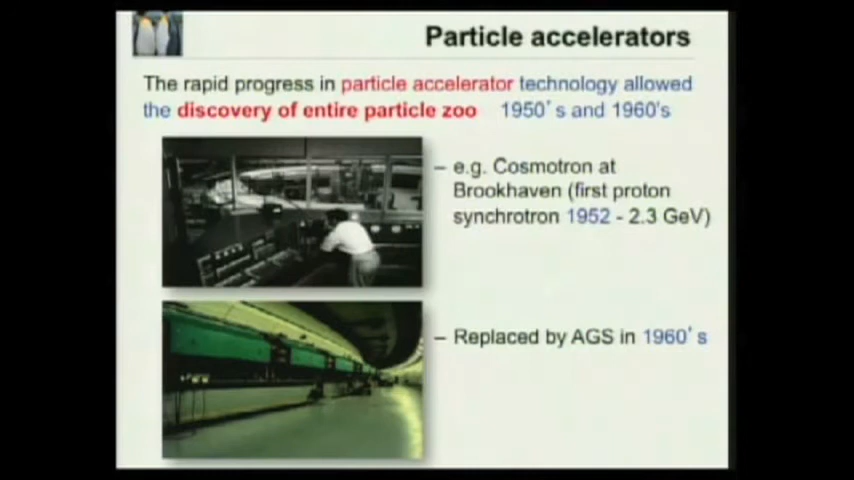 Particle accelerators
The rapid progress in particle accelerator technology allowed
the discovery of entire particle zoo 1950's and 1960's
– e.g. Cosmotron at
Brookhaven (first proton
synchrotron 1952 - 2.3 GeV)
– Replaced by AGS in 1960's